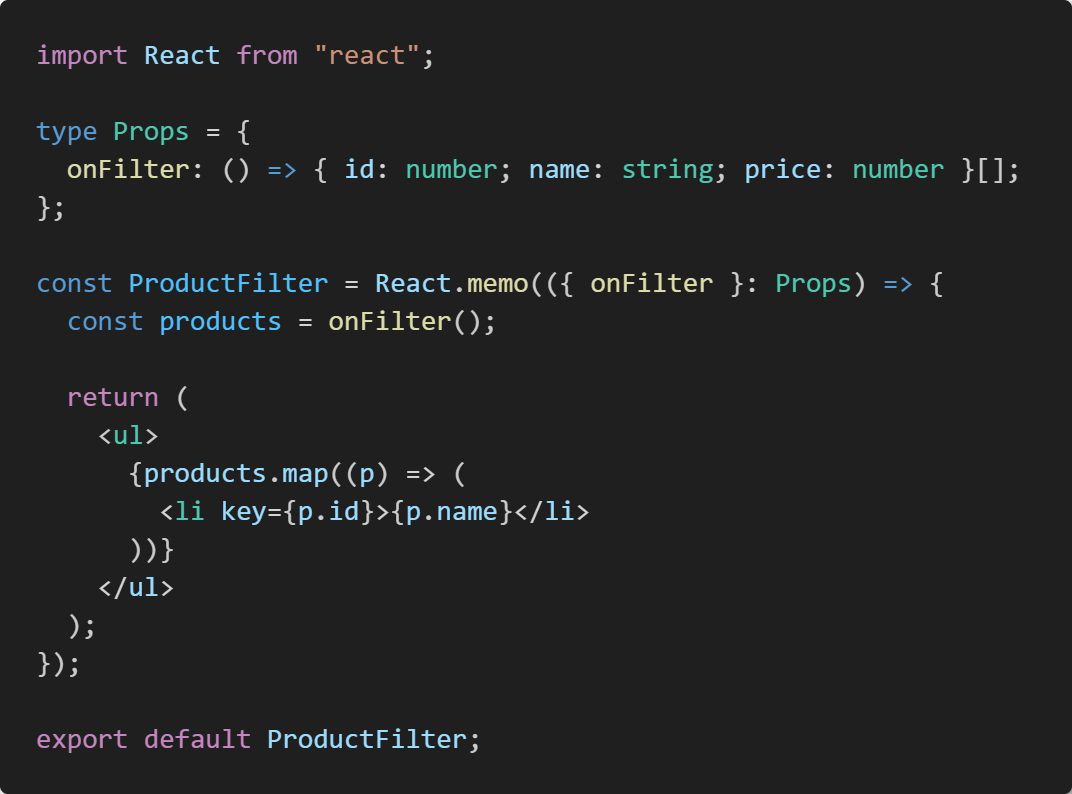 import React from "react";

type Props = {
  onFilter: () => { id: number; name: string; price: number }[];
};

const ProductFilter = React.memo(({ onFilter }: Props) => {
  const products = onFilter();

  return (
    <ul>
      {products.map((p) => (
        <li key={p.id}>{p.name}</li>
      ))}
    </ul>
  );
});

export default ProductFilter;